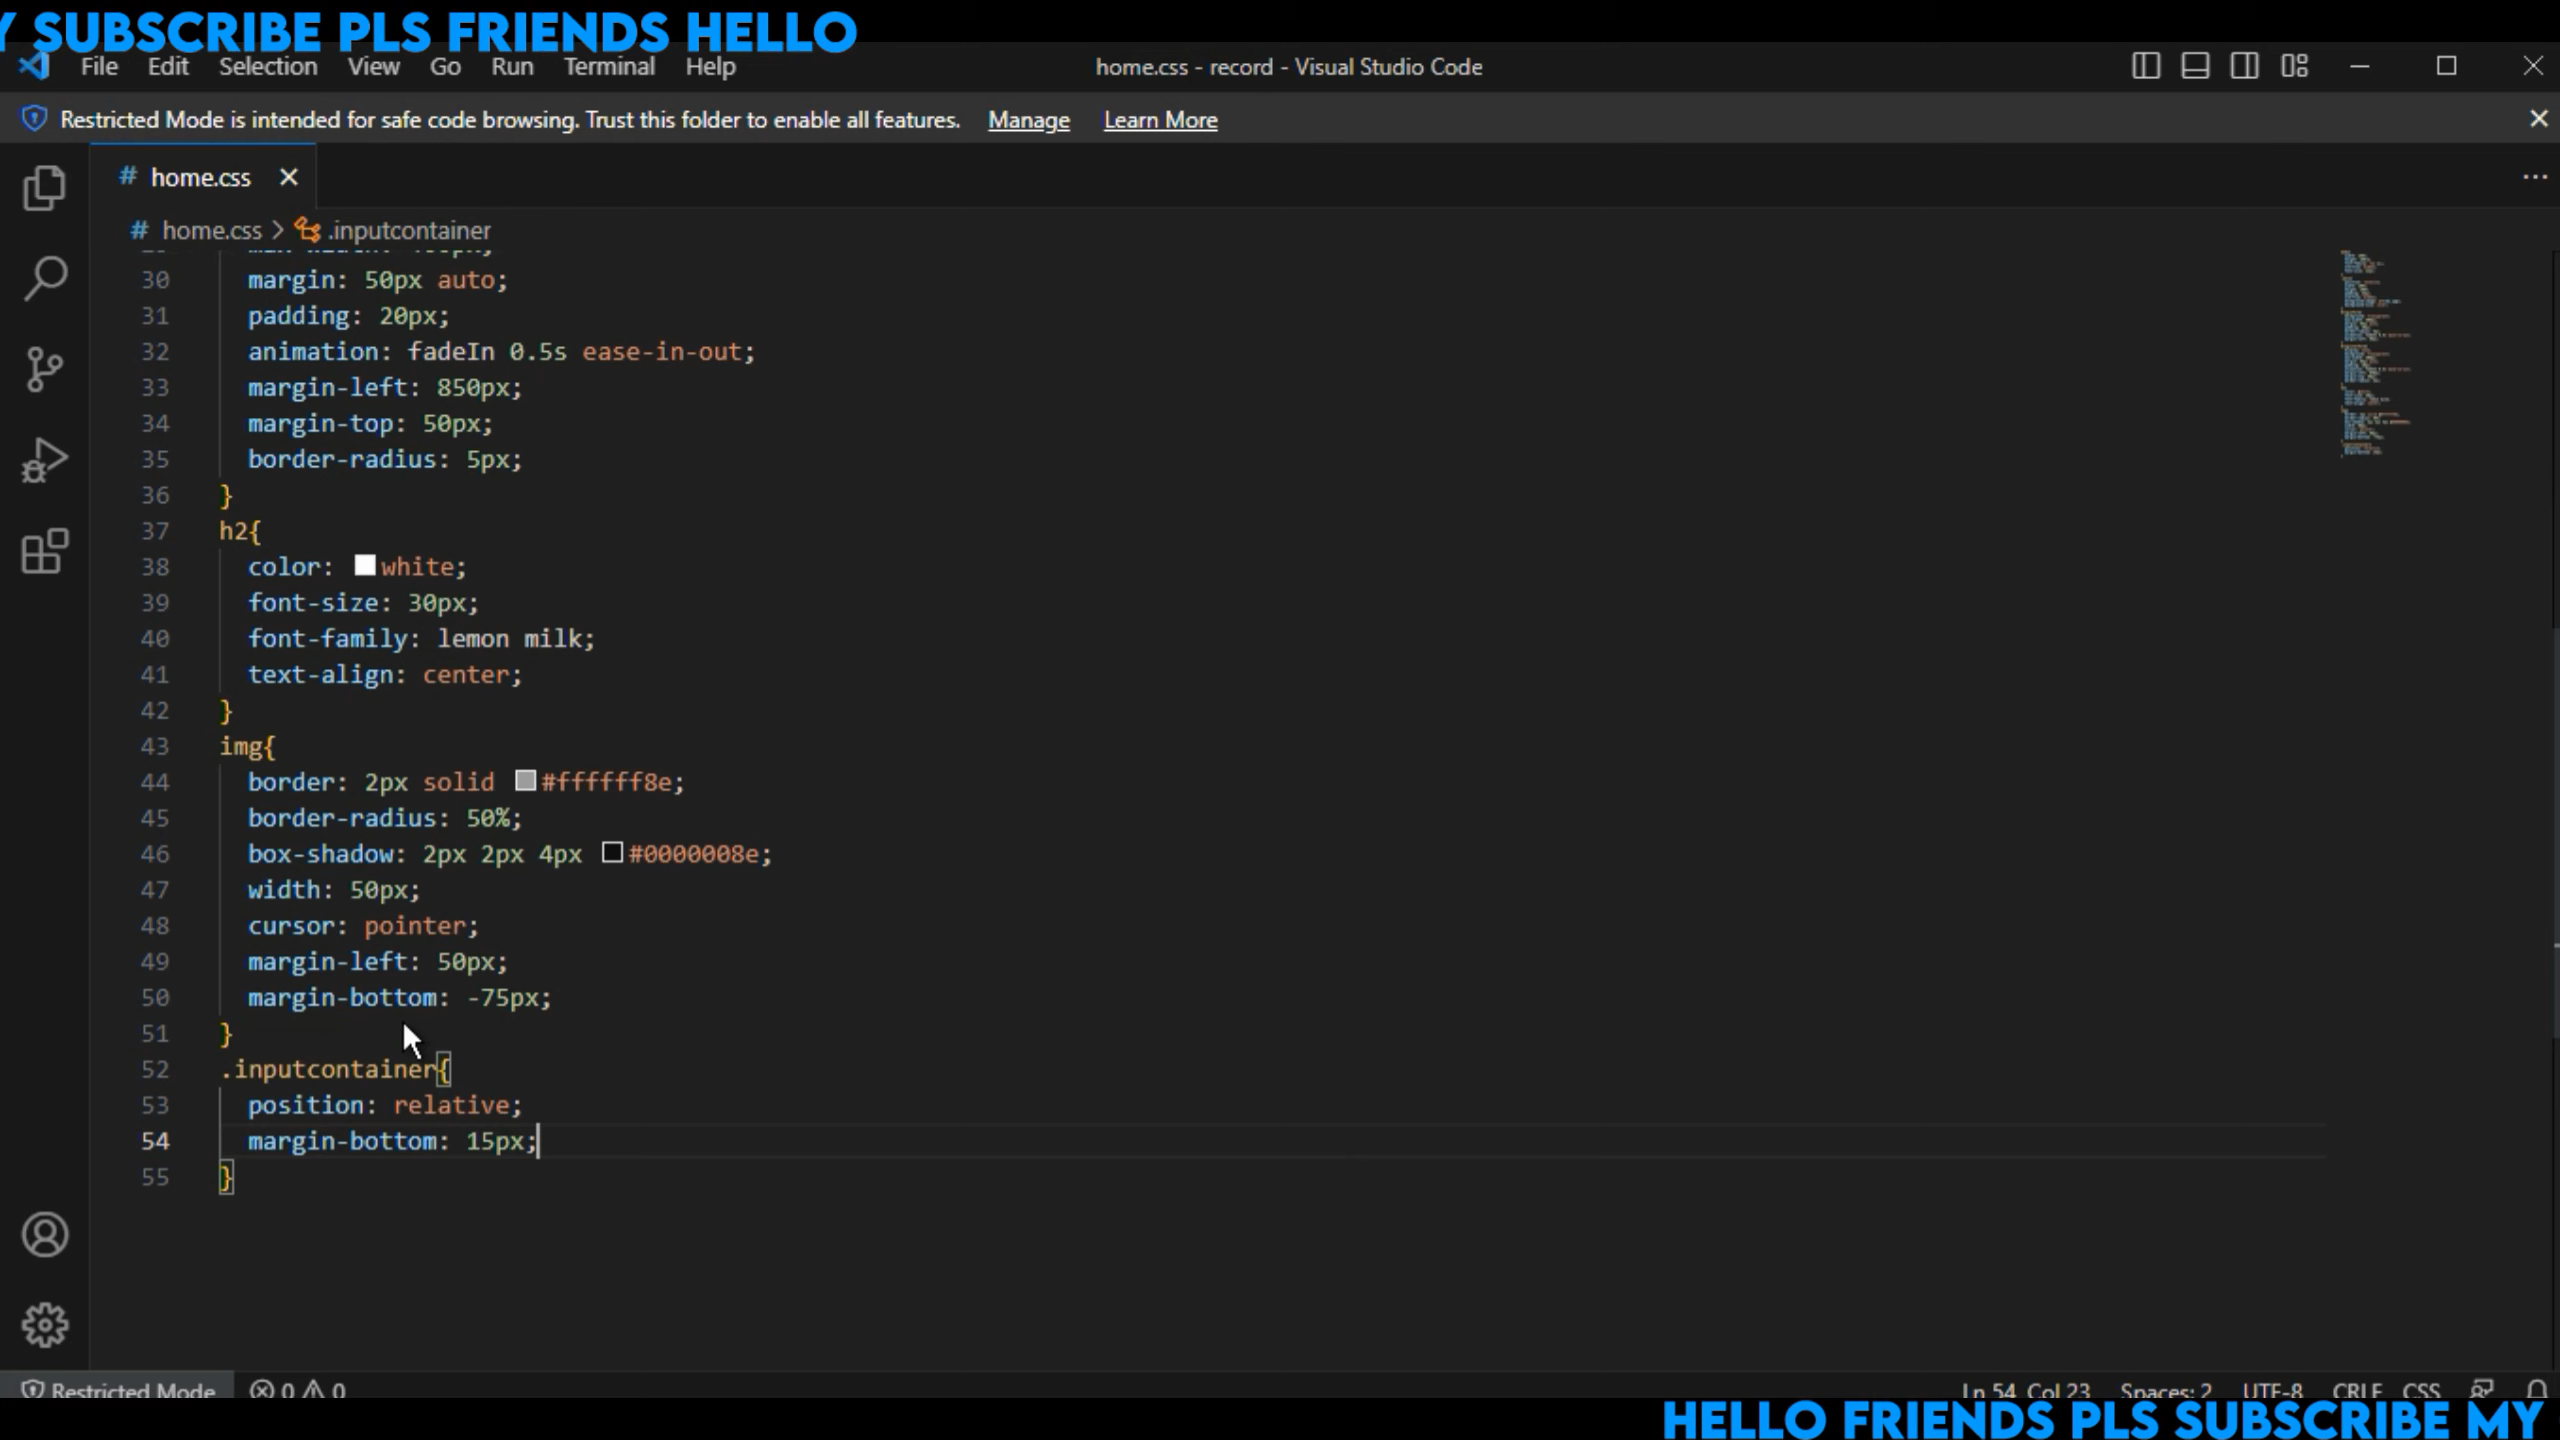 Y SUBSCRIBE PLS FRIENDS HELLO
File Edit Selection View Go Run Terminal Help
home.css - record - Visual Studio Code
Restricted Mode is intended for safe code browsing. Trust this folder to enable all features. Manage Learn More
# home.css
# home.css > .inputcontainer
30 margin: 50px auto;
31 padding: 20px;
32 animation: fadeIn 0.5s ease-in-out;
33 margin-left: 850px;
34 margin-top: 50px;
35 border-radius: 5px;
36 }
37 h2{
38 color: white;
39 font-size: 30px;
40 font-family: lemon milk;
41 text-align: center;
42 }
43 img{
44 border: 2px solid #ffffff8e;
45 border-radius: 50%;
46 box-shadow: 2px 2px 4px #0000008e;
47 width: 50px;
48 cursor: pointer;
49 margin-left: 50px;
50 margin-bottom: -75px;
51 }
52 .inputcontainer{
53 position: relative;
54 margin-bottom: 15px;
55 }
Restricted Mode 0 0 Ln 54, Col 23 Spaces: 2 UTF-8 CRLF CSS
HELLO FRIENDS PLS SUBSCRIBE MY